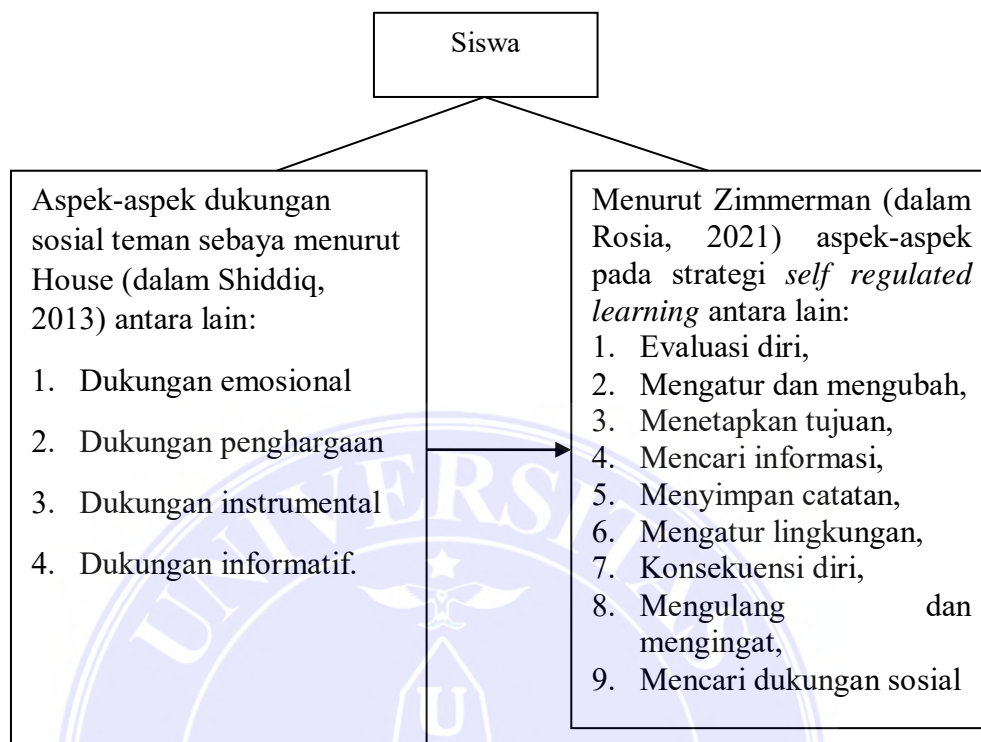 Siswa
Aspek-aspek dukungan
sosial teman sebaya menurut
House (dalam Shiddiq,
2013) antara lain:
1. Dukungan emosional
2. Dukungan penghargaan
3. Dukungan instrumental
4. Dukungan informatif.
Menurut Zimmerman (dalam
Rosia, 2021) aspek-aspek
pada strategi self regulated
learning antara lain:
1. Evaluasi diri,
2. Mengatur dan mengubah,
3. Menetapkan tujuan,
4. Mencari informasi,
5. Menyimpan catatan,
6. Mengatur lingkungan,
7. Konsekuensi diri,
8. Mengulang dan
mengingat,
9. Mencari dukungan sosial
UNIVERSITA
U